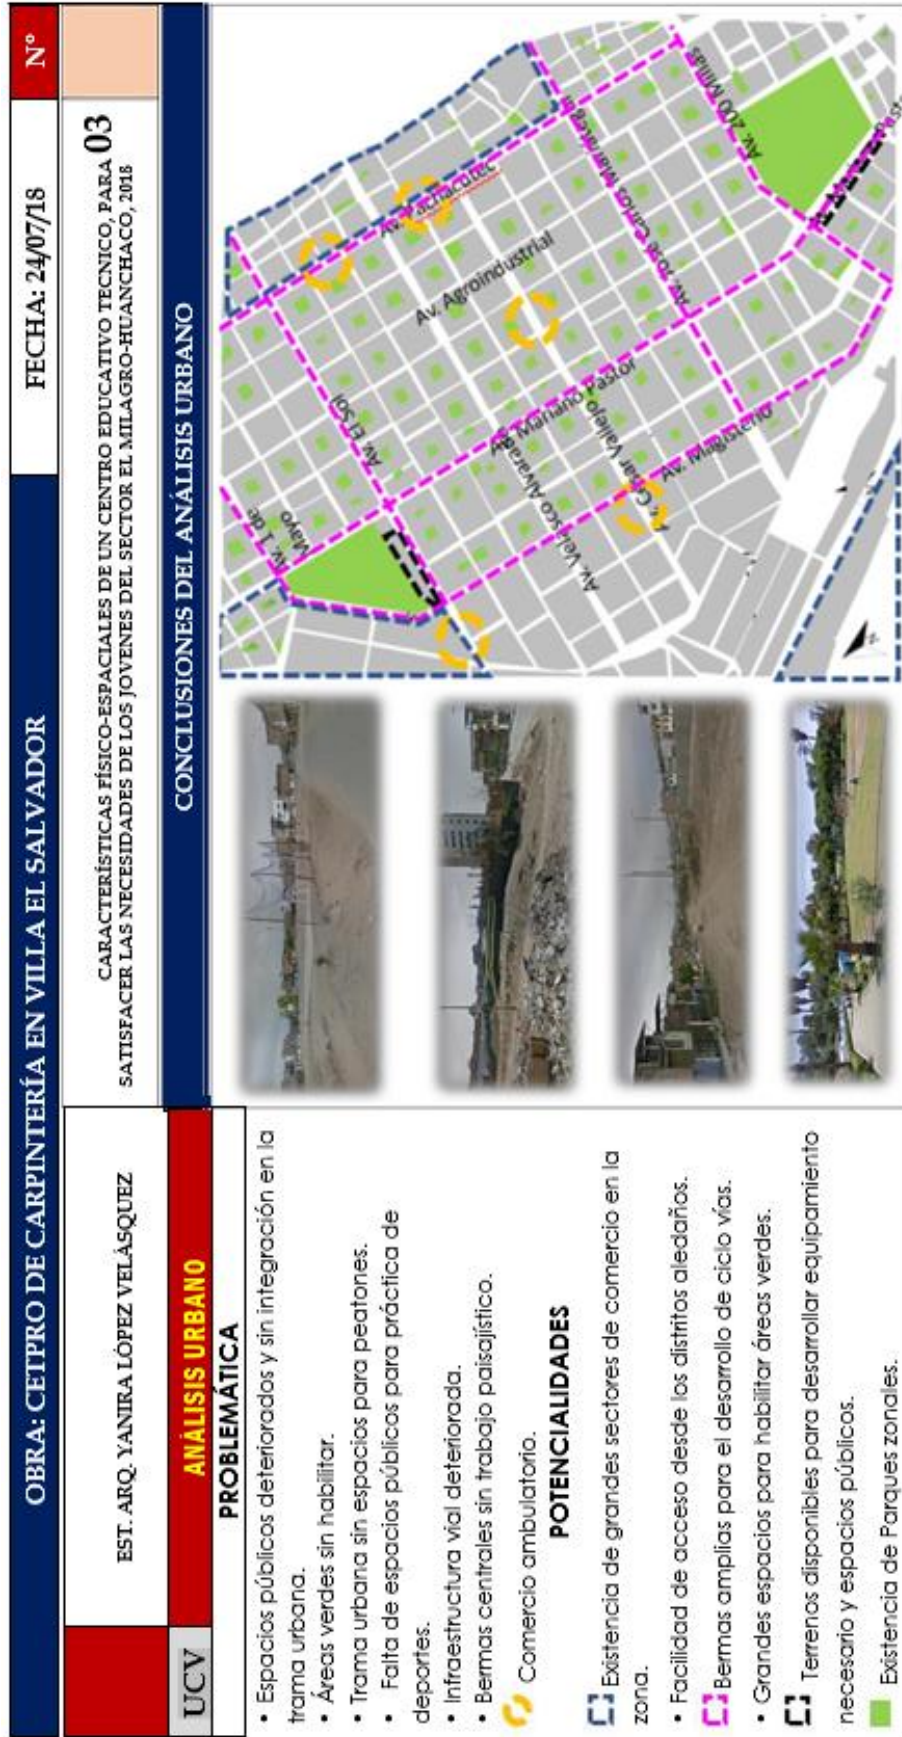 OBRA: CETPRO DE CARPINTERÍA EN VILLA EL SALVADOR
FECHA: 24/07/18
N°
EST. ARQ. YANIRA LÓPEZ VELÁSQUEZ
CARACTERÍSTICAS FÍSICO-ESPACIALES DE UN CENTRO EDUCATIVO TECNICO, PARA
SATISFACER LAS NECESIDADES DE LOS JOVENES DEL SECTOR EL MILAGRO-HUANCHACO, 2018
03
UCV
ANÁLISIS URBANO
CONCLUSIONES DEL ANÁLISIS URBANO
PROBLEMÁTICA
• Espacios públicos deteriorados y sin integración en la
trama urbana.
• Áreas verdes sin habilitar.
• Trama urbana sin espacios para peatones.
• Falta de espacios públicos para práctica de
deportes.
• Infraestructura vial deteriorada.
• Bermas centrales sin trabajo paisajístico.
Comercio ambulatorio.
POTENCIALIDADES
Existencia de grandes sectores de comercio en la
zona.
• Facilidad de acceso desde los distritos aledaños.
Bermas amplias para el desarrollo de ciclo vías.
• Grandes espacios para habilitar áreas verdes.
Terrenos disponibles para desarrollar equipamiento
necesario y espacios públicos.
Existencia de Parques zonales.
Av. 1 de
Mayo
Av. El Sol
Av. Pachacutec
Av. Agroindustrial
Av. Mariano Pastor
Av. Velasco Alvarado
Av. César Vallejo
Av. Magisterio
Av. Jose Carlos Mariategui
Av. 200 Millas
N